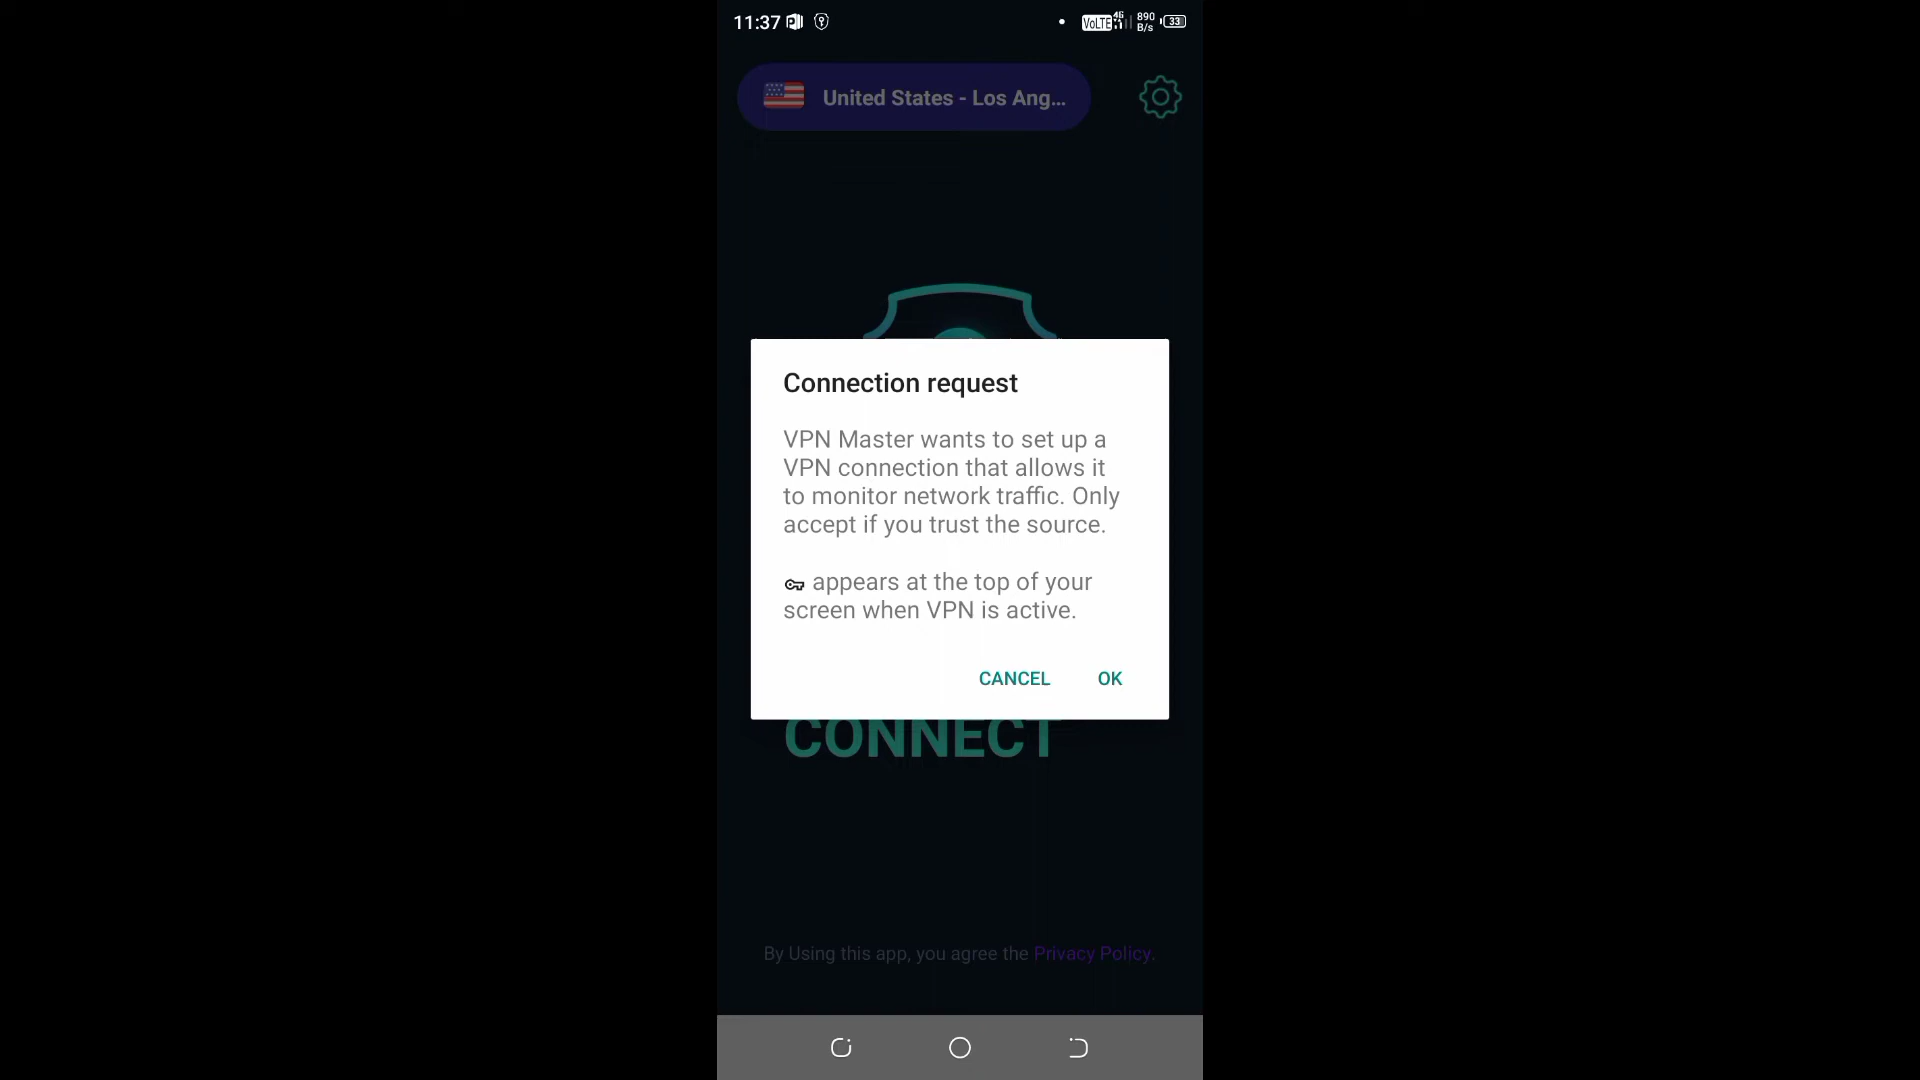 11:37 VoLTE 4G 890 B/s 33
United States - Los Ang...
Connection request
VPN Master wants to set up a
VPN connection that allows it
to monitor network traffic. Only
accept if you trust the source.
appears at the top of your
screen when VPN is active.
CANCEL OK
CONNECT
By Using this app, you agree the Privacy Policy.